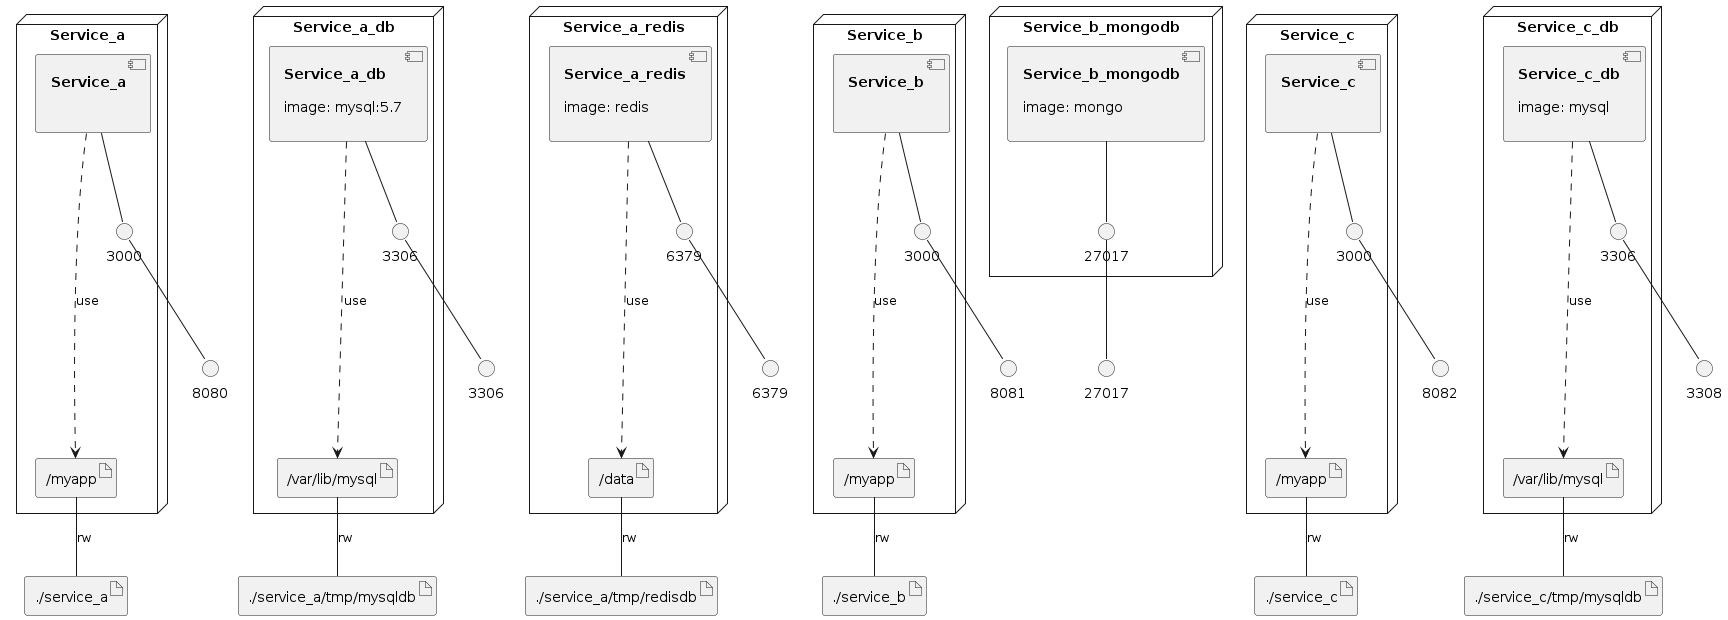 Service_a
Service_a
3000
use
8080
/myapp
rw
./service_a
Service_a_db
Service_a_db
image: mysql:5.7
3306
use
3306
/var/lib/mysql
rw
./service_a/tmp/mysqldb
Service_a_redis
Service_a_redis
image: redis
6379
use
6379
/data
rw
./service_a/tmp/redisdb
Service_b
Service_b
3000
use
8081
/myapp
rw
./service_b
Service_b_mongodb
Service_b_mongodb
image: mongo
27017
27017
Service_c
Service_c
3000
use
8082
/myapp
rw
./service_c
Service_c_db
Service_c_db
image: mysql
3306
use
3308
/var/lib/mysql
rw
./service_c/tmp/mysqldb